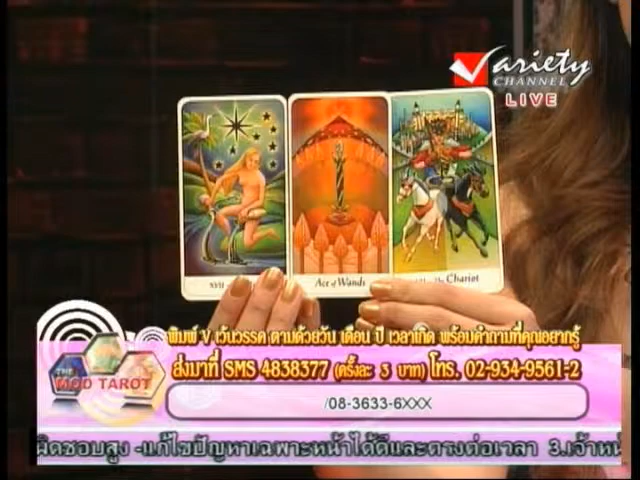 Variety
CHANNEL
LIVE
XVII
Ace of Wands
The Chariot
พิมพ์ V เว้นวรรค ตามด้วยวัน เดือน ปี เวลาเกิด พร้อมคำถามที่คุณอยากรู้
ส่งมาที่ SMS 4838377 (ครั้งละ 3 บาท) โทร. 02-934-9561-2
THE
MOD TAROT
/08-3633-6XXX
ผิดชอบสูง -แก้ไขปัญหาเฉพาะหน้าได้ดีและตรงต่อเวลา 3.เจ้าหน้